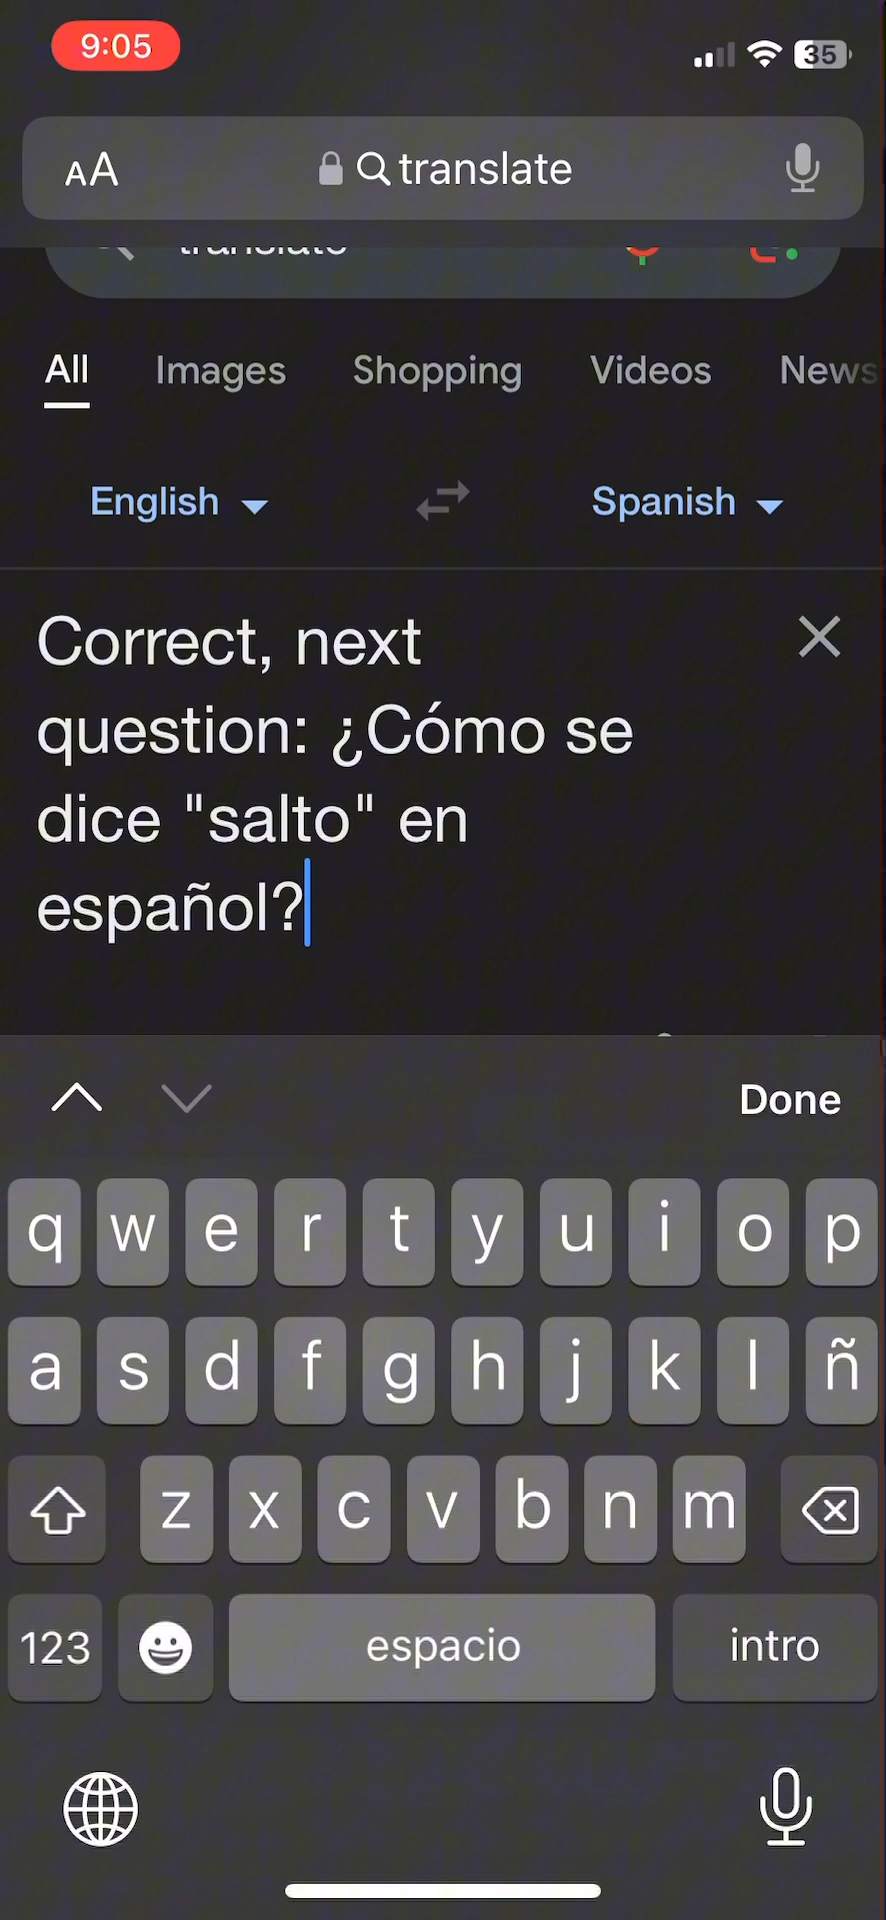 9:05
35
AA translate
translate
All Images Shopping Videos News
English Spanish
Correct, next
question: ¿Cómo se
dice "salto" en
español?
Done
q w e r t y u i o p
a s d f g h j k l ñ
z x c v b n m
123 espacio intro